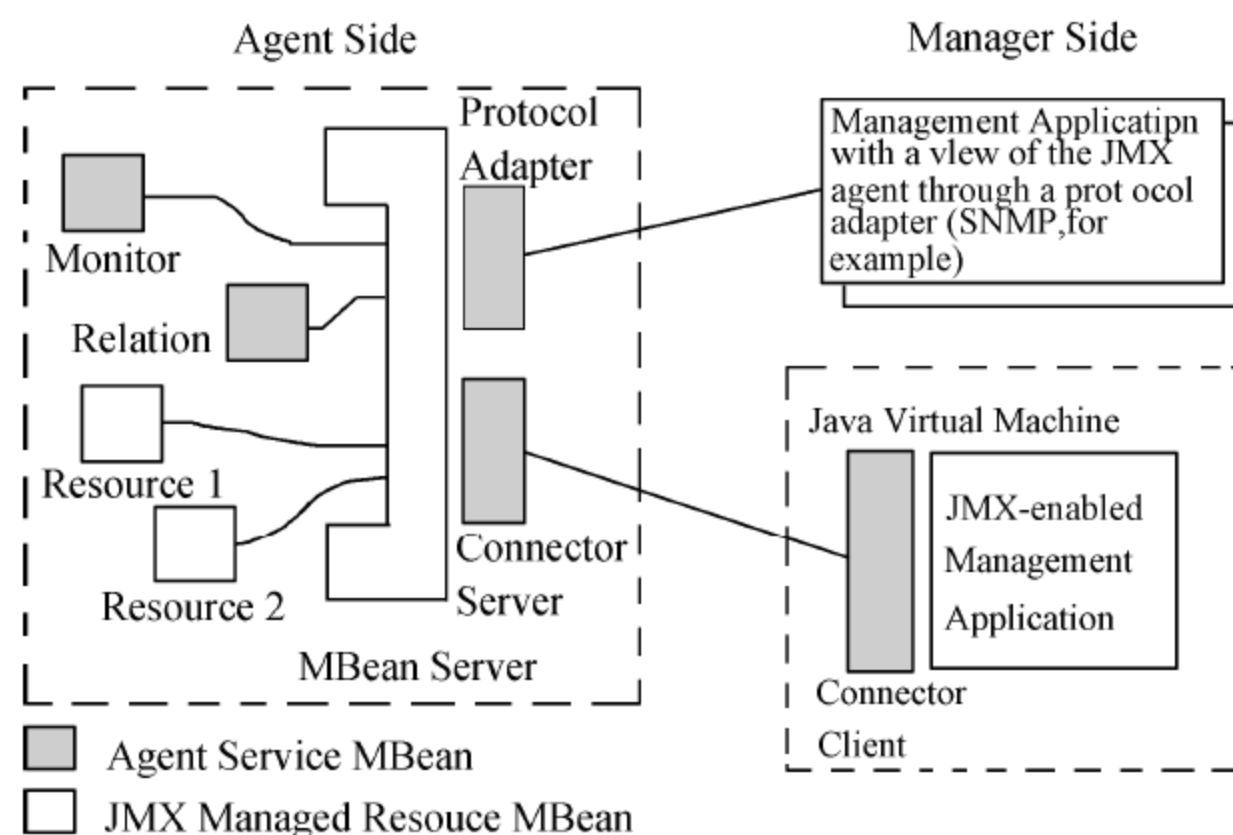 Agent Side
Manager Side
Protocol
Adapter
Monitor
Relation
Resource 1
Resource 2
Connector
Server
MBean Server
Management Applicatipn
with a vlew of the JMX
agent through a prot ocol
adapter (SNMP,for
example)
Java Virtual Machine
JMX-enabled
Management
Application
Connector
Client
Agent Service MBean
JMX Managed Resouce MBean